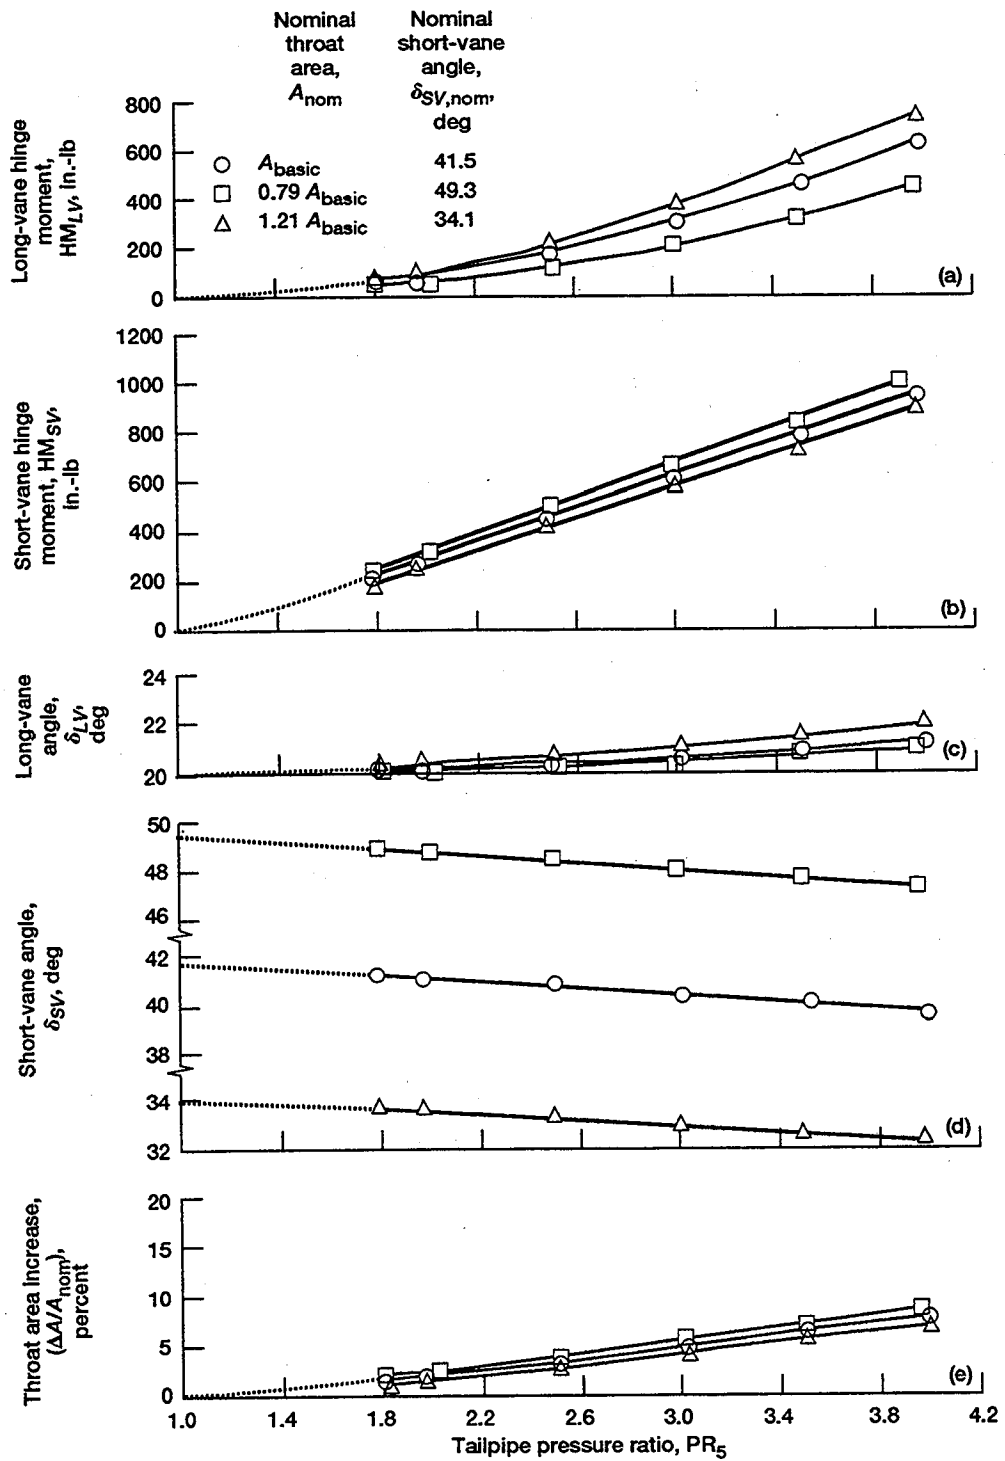 Nominal throat area, A_nom
Nominal short-vane angle, δ_SV,nom, deg
A_basic 41.5
0.79 A_basic 49.3
1.21 A_basic 34.1
Long-vane hinge moment, HM_LV, in.-lb
800
600
400
200
0
(a)
Short-vane hinge moment, HM_SV, in.-lb
1200
1000
800
600
400
200
0
(b)
Long-vane angle, δ_LV, deg
24
22
20
(c)
Short-vane angle, δ_SV, deg
50
48
46
42
40
38
34
32
(d)
Throat area increase, (ΔA/A_nom), percent
20
15
10
5
0
(e)
1.0 1.4 1.8 2.2 2.6 3.0 3.4 3.8 4.2
Tailpipe pressure ratio, PR5